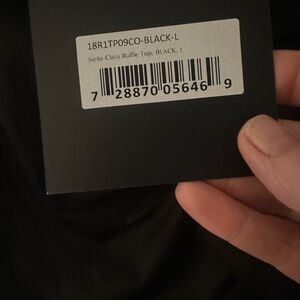 18R1TP09CO-BLACK-L
Santa Clara Ruffle Top, BLACK, L
7 28870 05646 9